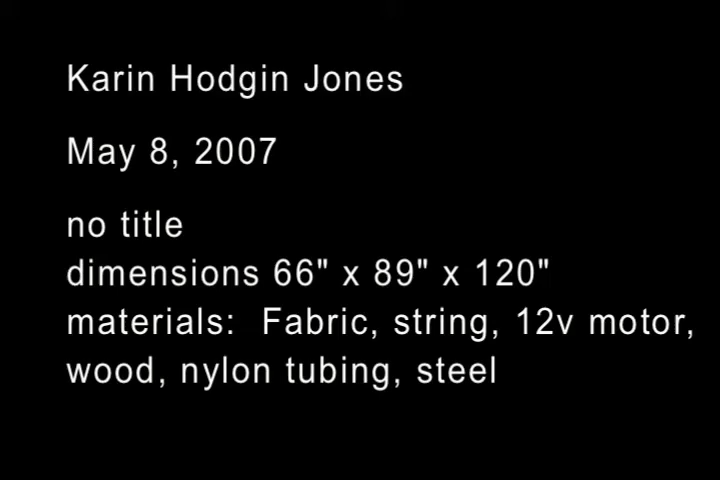 Karin Hodgin Jones
May 8, 2007
no title
dimensions 66" x 89" x 120"
materials:  Fabric, string, 12v motor,
wood, nylon tubing, steel